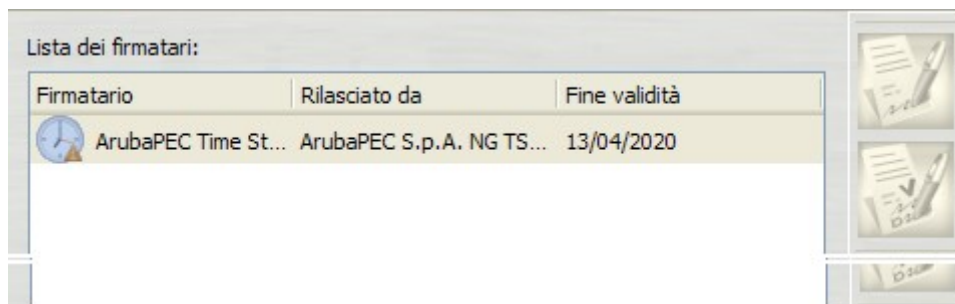 Lista dei firmatari:
Firmatario Rilasciato da Fine validità
ArubaPEC Time St... ArubaPEC S.p.A. NG TS... 13/04/2020